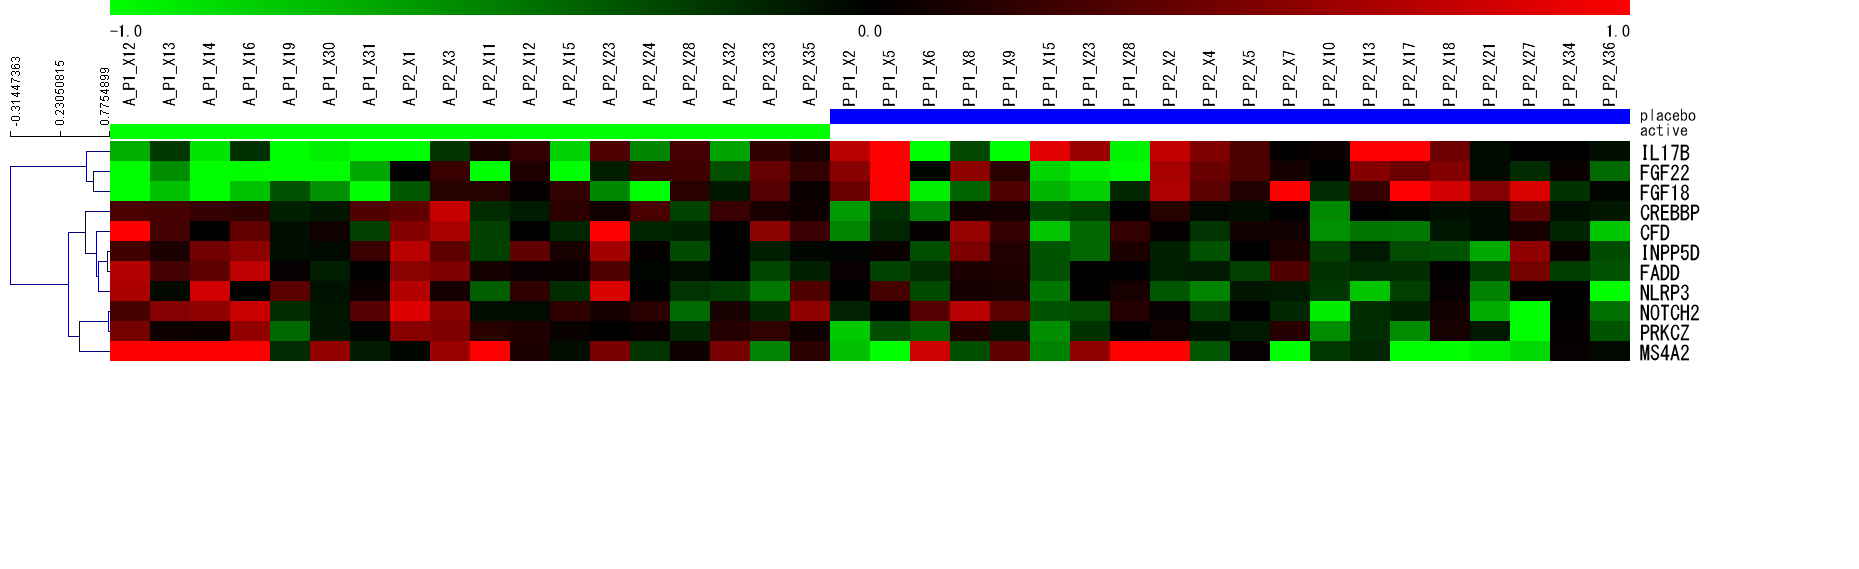 -1.0 0.0 1.0
-0.31447363 0.23050815 0.7754899
A_P1_X12 A_P1_X13 A_P1_X14 A_P1_X16 A_P1_X19 A_P1_X30 A_P1_X31 A_P2_X1 A_P2_X3 A_P2_X11 A_P2_X12 A_P2_X15 A_P2_X23 A_P2_X24 A_P2_X28 A_P2_X32 A_P2_X33 A_P2_X35 P_P1_X2 P_P1_X5 P_P1_X6 P_P1_X8 P_P1_X9 P_P1_X15 P_P1_X23 P_P1_X28 P_P2_X2 P_P2_X4 P_P2_X5 P_P2_X7 P_P2_X10 P_P2_X13 P_P2_X17 P_P2_X18 P_P2_X21 P_P2_X27 P_P2_X34 P_P2_X36
placebo
active
IL17B
FGF22
FGF18
CREBBP
CFD
INPP5D
FADD
NLRP3
NOTCH2
PRKCZ
MS4A2